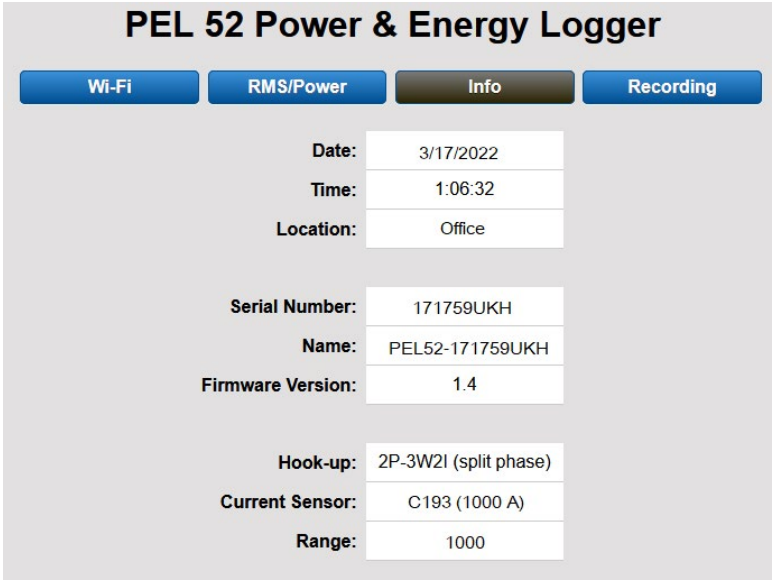 PEL 52 Power & Energy Logger
Wi-Fi RMS/Power Info Recording
Date: 3/17/2022
Time: 1:06:32
Location: Office
Serial Number: 171759UKH
Name: PEL52-171759UKH
Firmware Version: 1.4
Hook-up: 2P-3W2I (split phase)
Current Sensor: C193 (1000 A)
Range: 1000